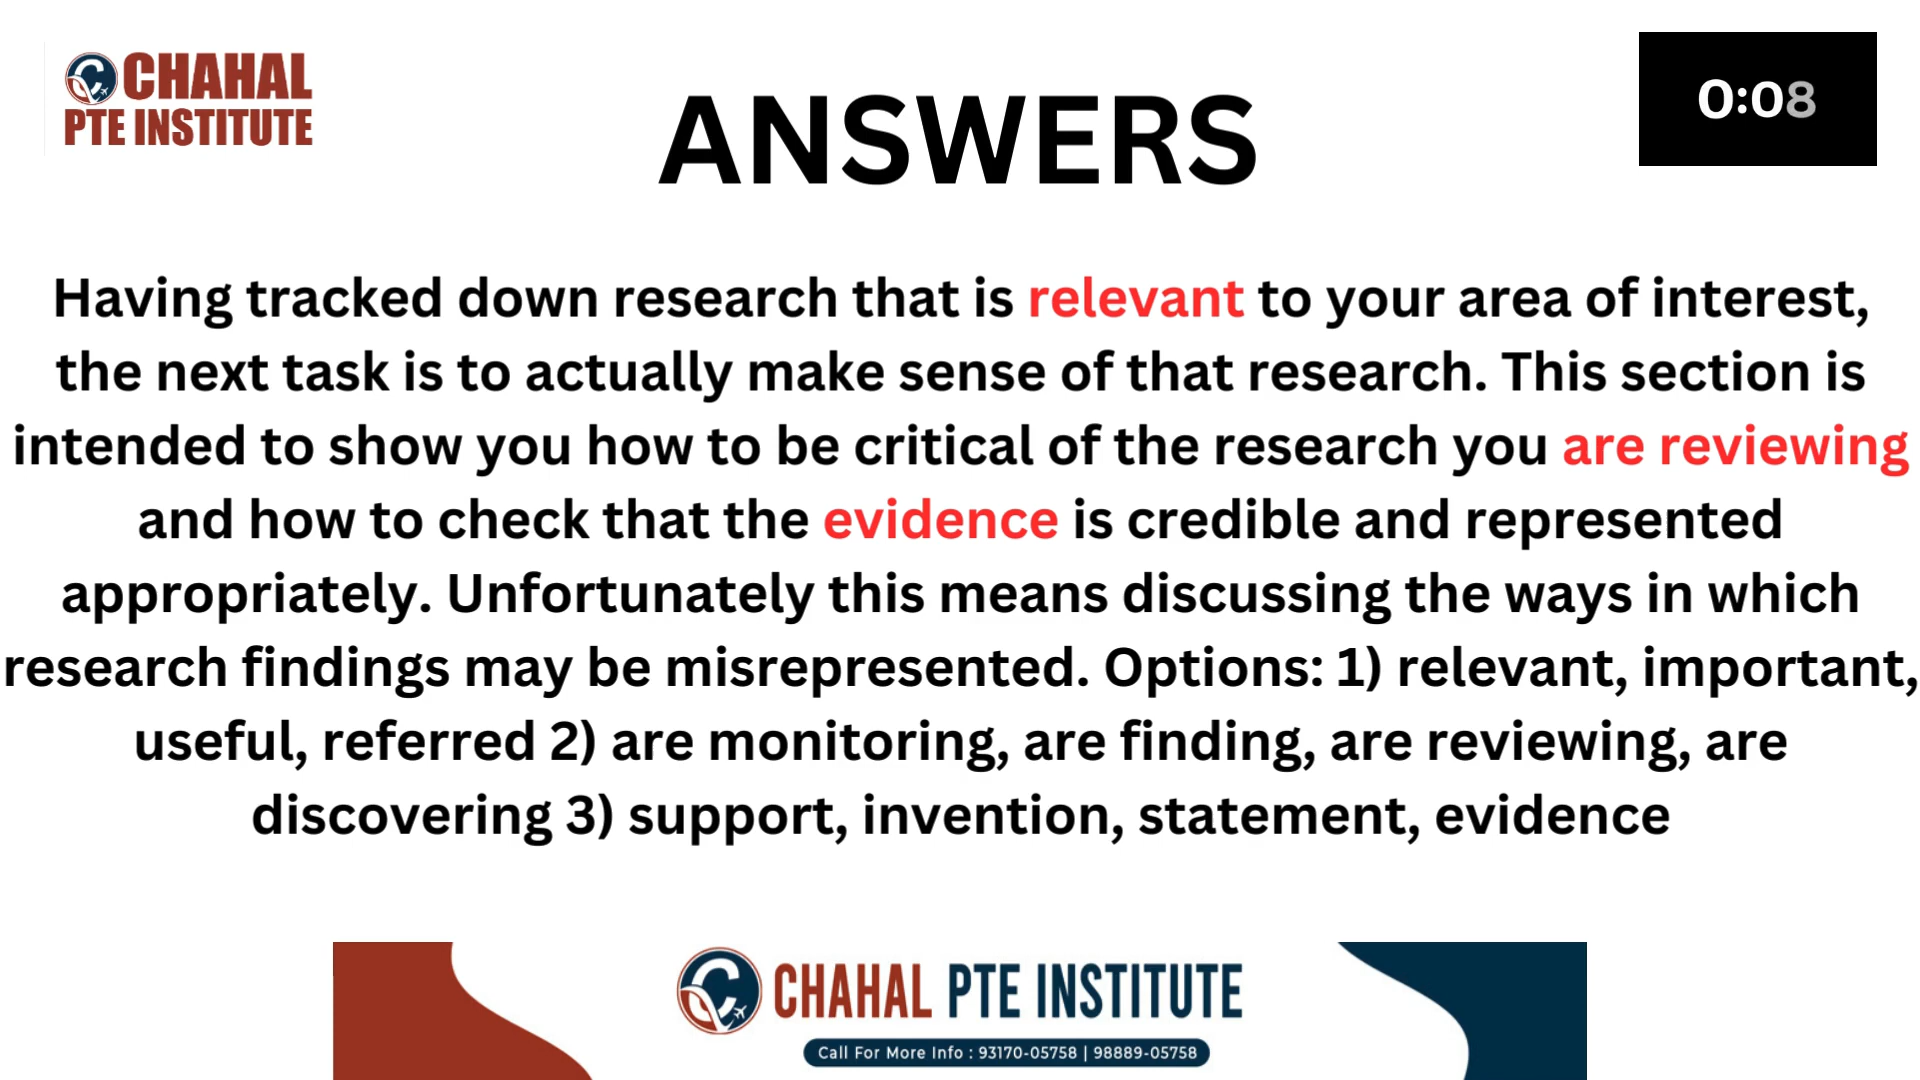 CHAHAL
PTE INSTITUTE
ANSWERS
0:08
Having tracked down research that is relevant to your area of interest,
the next task is to actually make sense of that research. This section is
intended to show you how to be critical of the research you are reviewing
and how to check that the evidence is credible and represented
appropriately. Unfortunately this means discussing the ways in which
research findings may be misrepresented. Options: 1) relevant, important,
useful, referred 2) are monitoring, are finding, are reviewing, are
discovering 3) support, invention, statement, evidence
CHAHAL PTE INSTITUTE
Call For More Info : 93170-05758 | 98889-05758